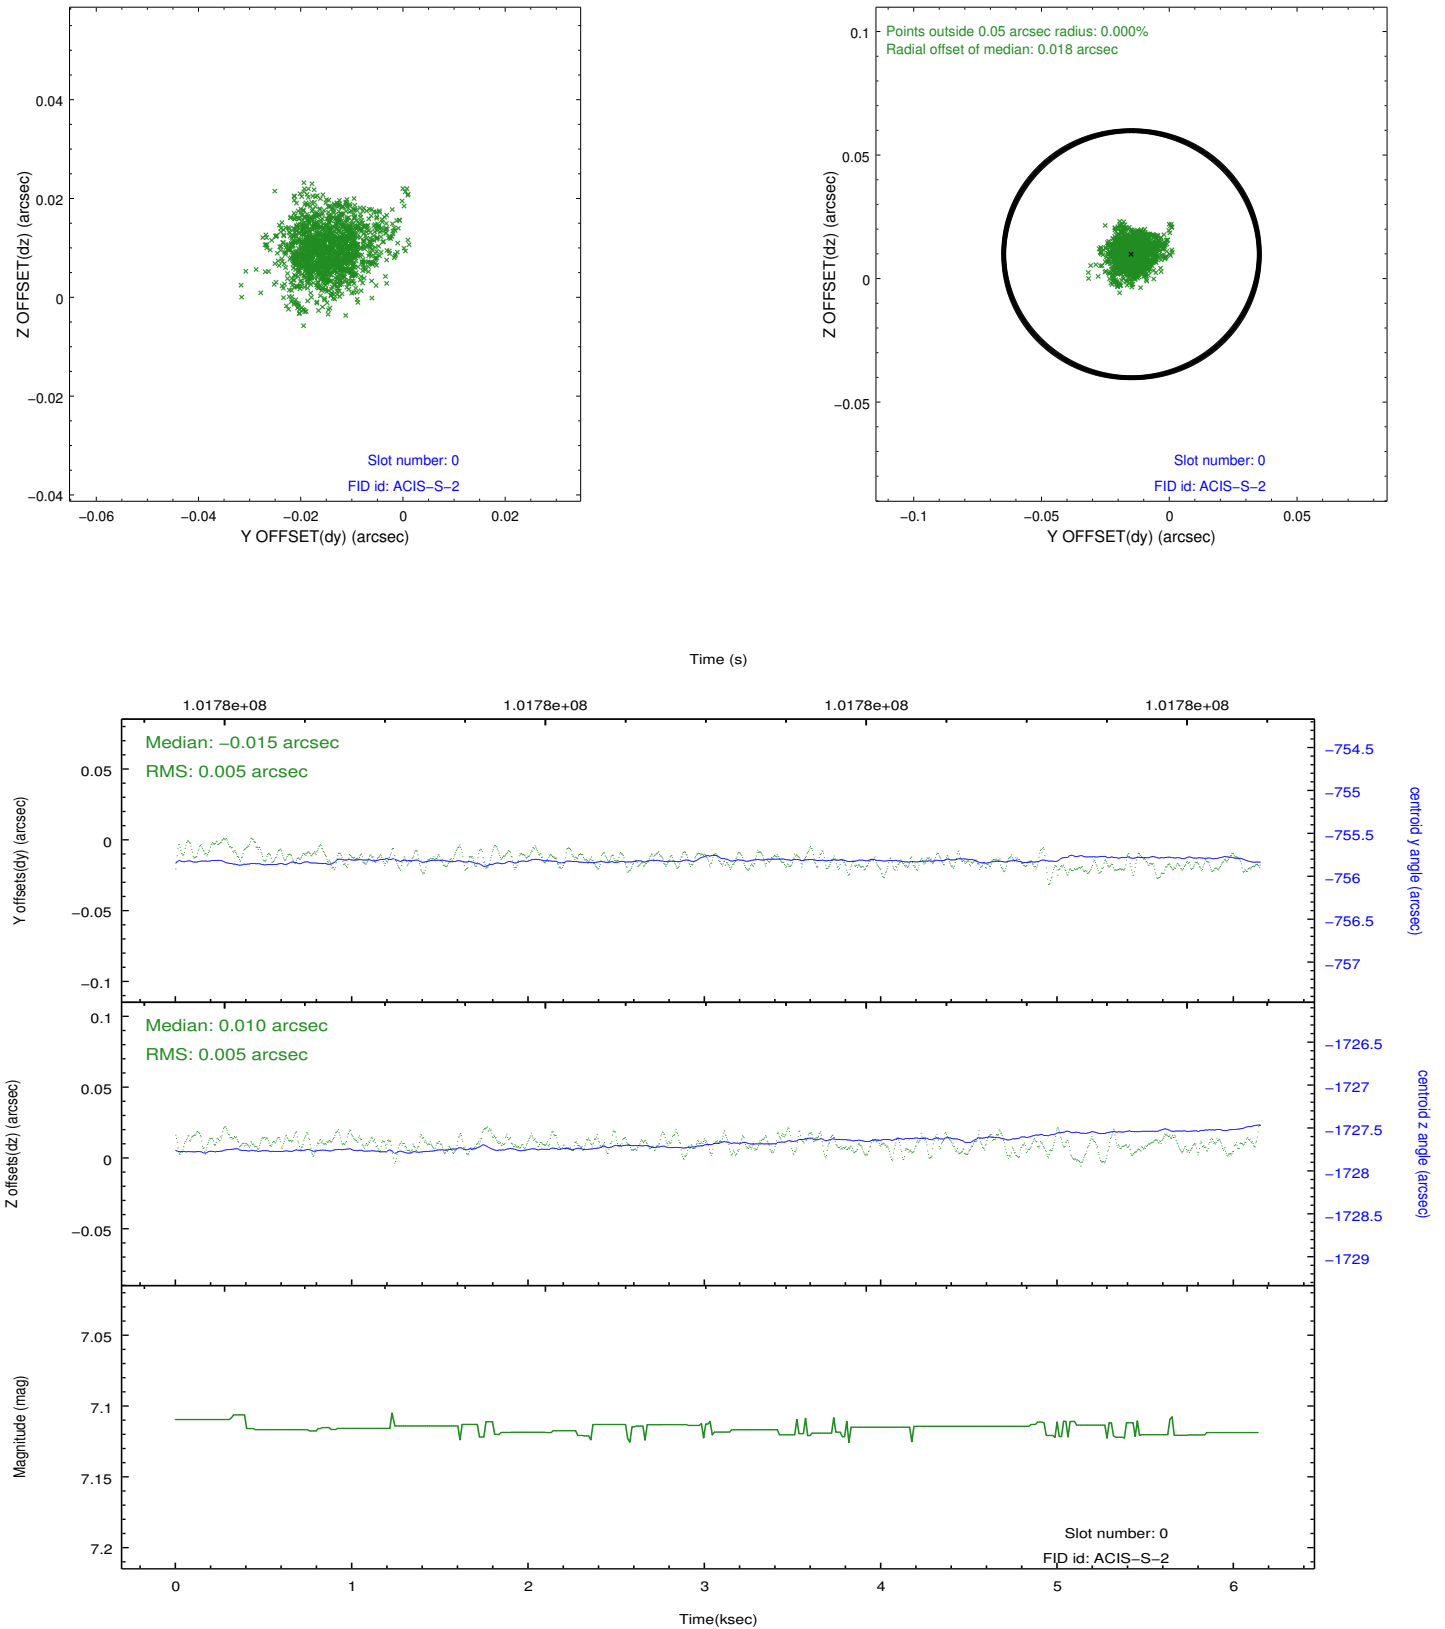 0.04
0.02
0
−0.02
−0.04
Z OFFSET(dz) (arcsec)
Slot number: 0
FID id: ACIS−S−2
−0.06
−0.04
−0.02
0
0.02
Y OFFSET(dy) (arcsec)
Points outside 0.05 arcsec radius: 0.000%
Radial offset of median: 0.018 arcsec
0.1
0.05
0
−0.05
Z OFFSET(dz) (arcsec)
Slot number: 0
FID id: ACIS−S−2
−0.1
−0.05
0
0.05
Y OFFSET(dy) (arcsec)
Time (s)
1.0178e+08
1.0178e+08
1.0178e+08
1.0178e+08
Median: −0.015 arcsec
RMS: 0.005 arcsec
0.05
0
−0.05
−0.1
Y offsets(dy) (arcsec)
−754.5
−755
−755.5
−756
−756.5
−757
centroid y angle (arcsec)
Median: 0.010 arcsec
RMS: 0.005 arcsec
0.1
0.05
0
−0.05
Z offsets(dz) (arcsec)
−1726.5
−1727
−1727.5
−1728
−1728.5
−1729
centroid z angle (arcsec)
7.05
7.1
7.15
7.2
Magnitude (mag)
Slot number: 0
FID id: ACIS−S−2
0
1
2
3
4
5
6
Time(ksec)